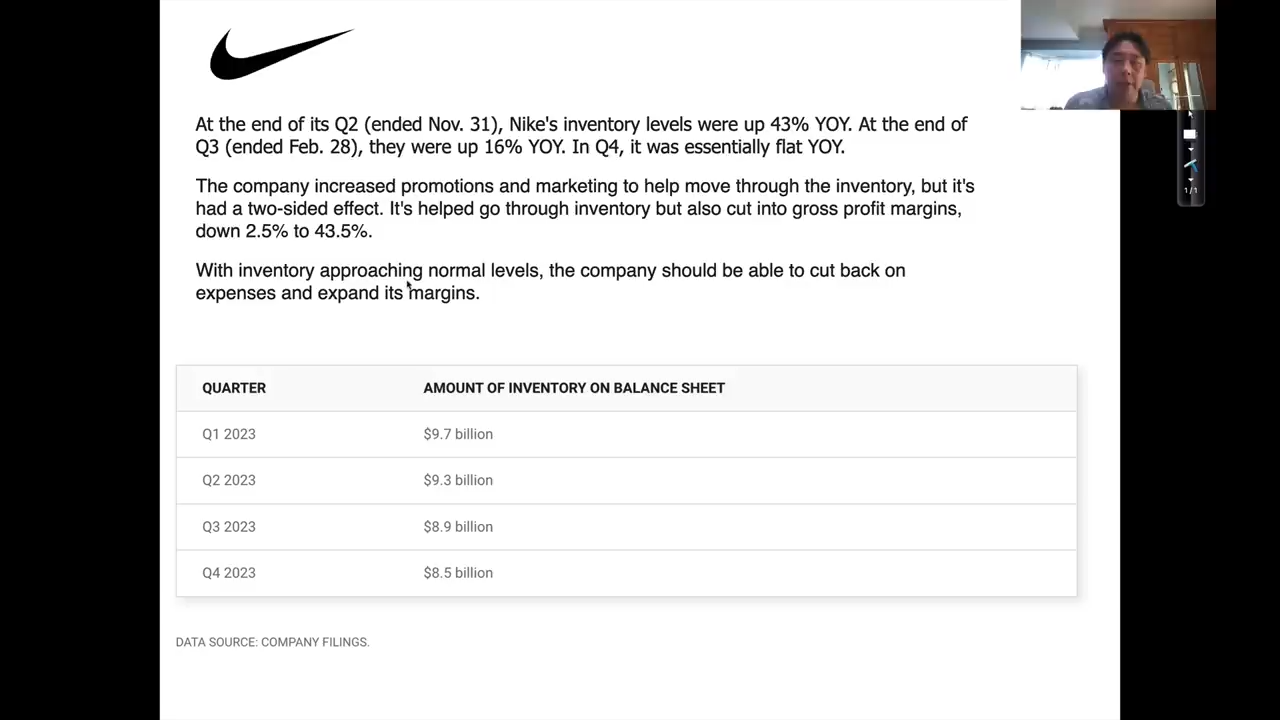 At the end of its Q2 (ended Nov. 31), Nike's inventory levels were up 43% YOY. At the end of
Q3 (ended Feb. 28), they were up 16% YOY. In Q4, it was essentially flat YOY.
The company increased promotions and marketing to help move through the inventory, but it's
had a two-sided effect. It's helped go through inventory but also cut into gross profit margins,
down 2.5% to 43.5%.
With inventory approaching normal levels, the company should be able to cut back on
expenses and expand its margins.
QUARTER AMOUNT OF INVENTORY ON BALANCE SHEET
Q1 2023 $9.7 billion
Q2 2023 $9.3 billion
Q3 2023 $8.9 billion
Q4 2023 $8.5 billion
DATA SOURCE: COMPANY FILINGS.
1/1